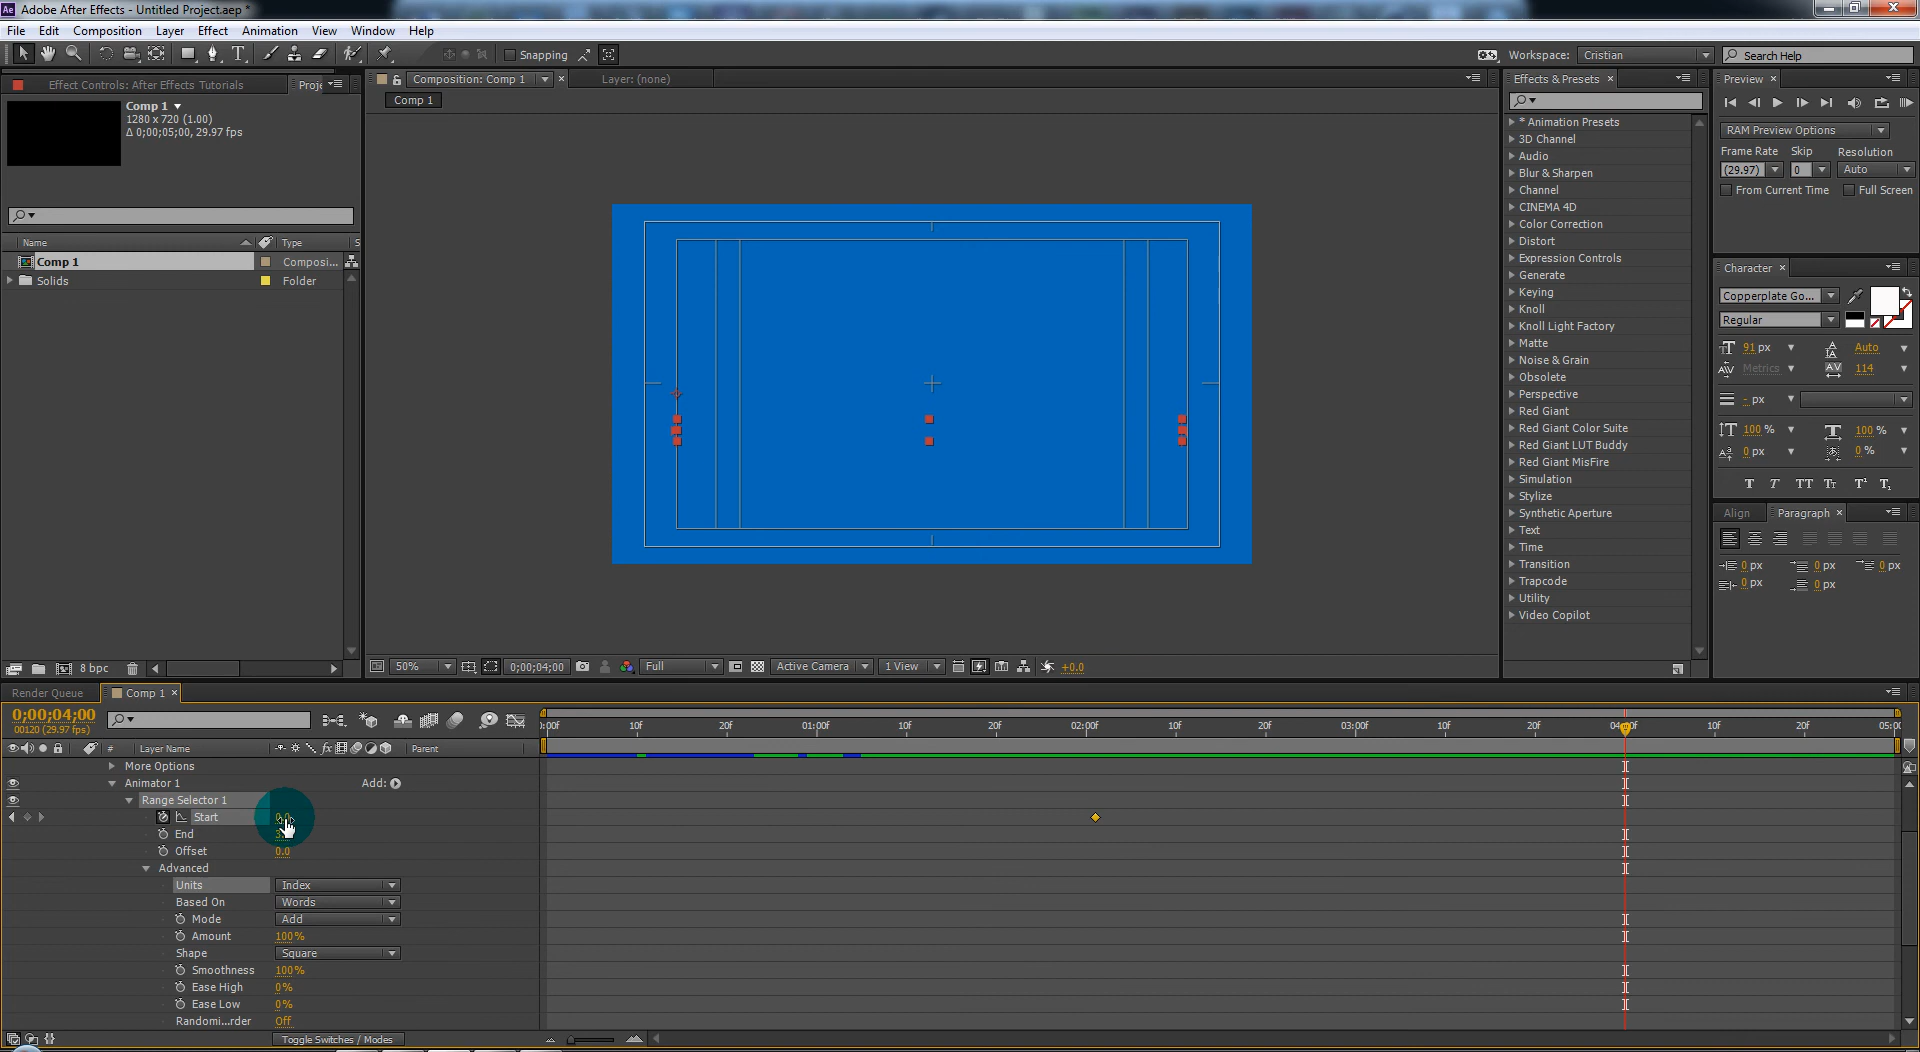 Adobe After Effects - Untitled Project.aep *
File Edit Composition Layer Effect Animation View Window Help
Snapping
Workspace: Cristian
Search Help
Effect Controls: After Effects Tutorials
Proje
Comp 1
1280 x 720 (1.00)
Δ 0;00;05;00, 29.97 fps
Name Type S
Comp 1 Composi...
Solids Folder
8 bpc
Composition: Comp 1
Layer: (none)
Comp 1
50% 0;00;04;00 Full Active Camera 1 View +0.0
Effects & Presets
* Animation Presets
3D Channel
Audio
Blur & Sharpen
Channel
CINEMA 4D
Color Correction
Distort
Expression Controls
Generate
Keying
Knoll
Knoll Light Factory
Matte
Noise & Grain
Obsolete
Perspective
Red Giant
Red Giant Color Suite
Red Giant LUT Buddy
Red Giant MisFire
Simulation
Stylize
Synthetic Aperture
Text
Time
Transition
Trapcode
Utility
Video Copilot
Preview
RAM Preview Options
Frame Rate Skip Resolution
(29.97) 0 Auto
From Current Time Full Screen
Character
Copperplate Go...
Regular
91 px Auto
Metrics 114
- px
100 % 100 %
0 px 0 %
T T TT Tt T¹ T₁
Align Paragraph
0 px 0 px 0 px
0 px 0 px
Render Queue Comp 1
0;00;04;00
00120 (29.97 fps)
:00f 10f 20f 01:00f 10f 20f 02:00f 10f 20f 03:00f 10f 20f 04:00f 10f 20f 05:0
# Layer Name Parent
More Options
Animator 1 Add:
Range Selector 1
Start
End
Offset 0.0
Advanced
Units Index
Based On Words
Mode Add
Amount 100%
Shape Square
Smoothness 100%
Ease High 0%
Ease Low 0%
Randomi...rder Off
Toggle Switches / Modes